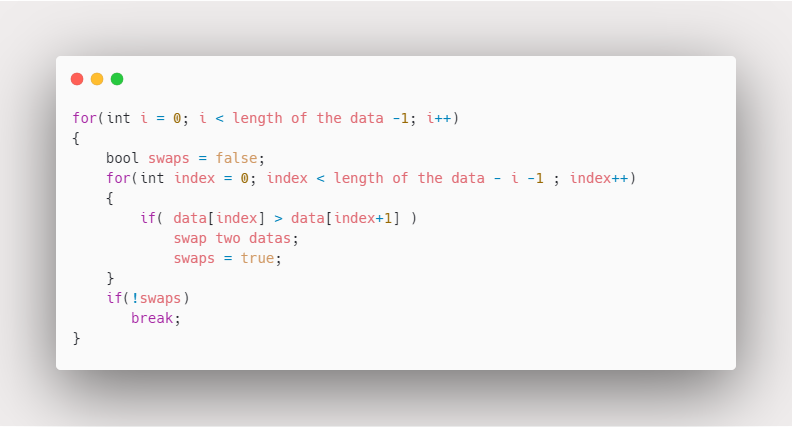 for(int i = 0; i < length of the data -1; i++)
{
    bool swaps = false;
    for(int index = 0; index < length of the data - i -1 ; index++)
    {
        if( data[index] > data[index+1] )
            swap two datas;
            swaps = true;
    }
    if(!swaps)
       break;
}